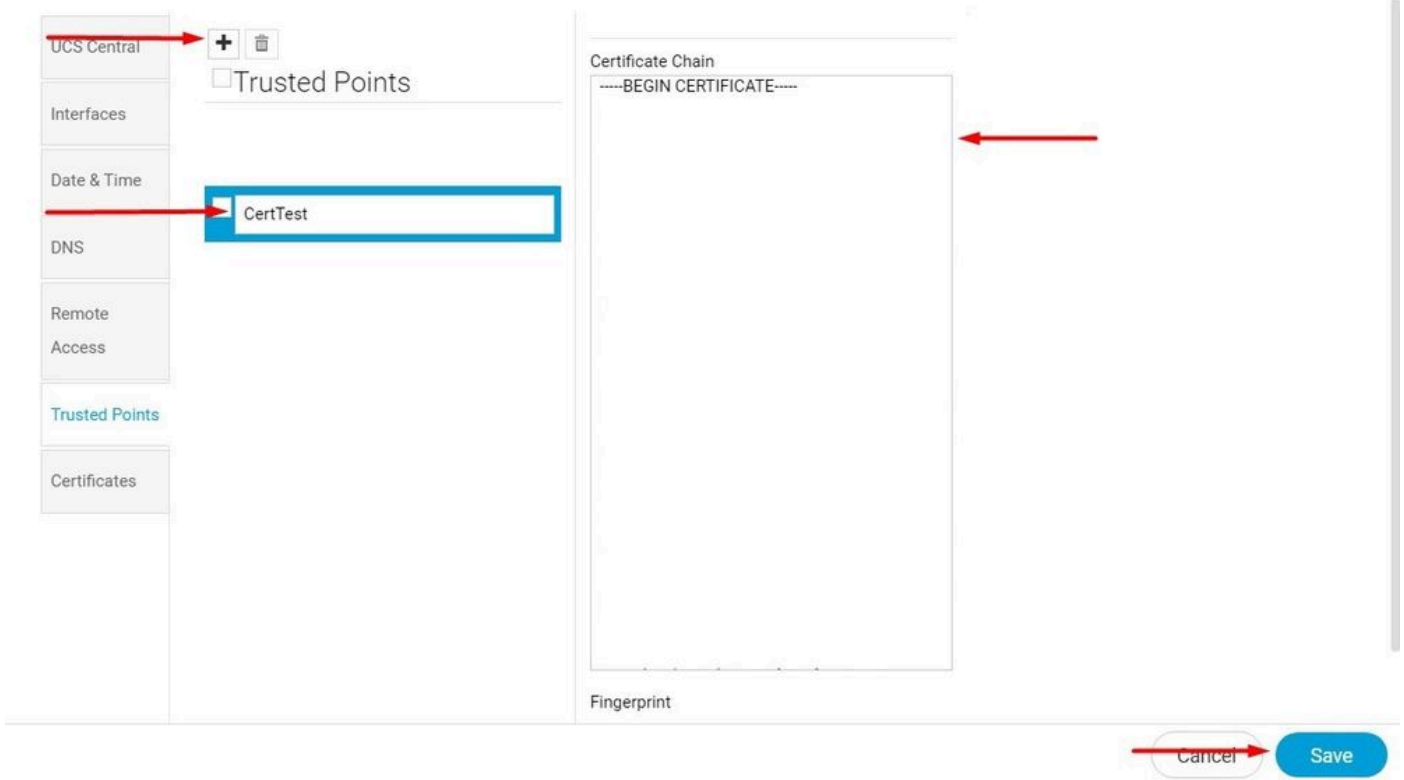 UCS Central
Interfaces
Date & Time
DNS
Remote
Access
Trusted Points
Certificates
Trusted Points
CertTest
Certificate Chain
-----BEGIN CERTIFICATE-----
Fingerprint
Cancel
Save